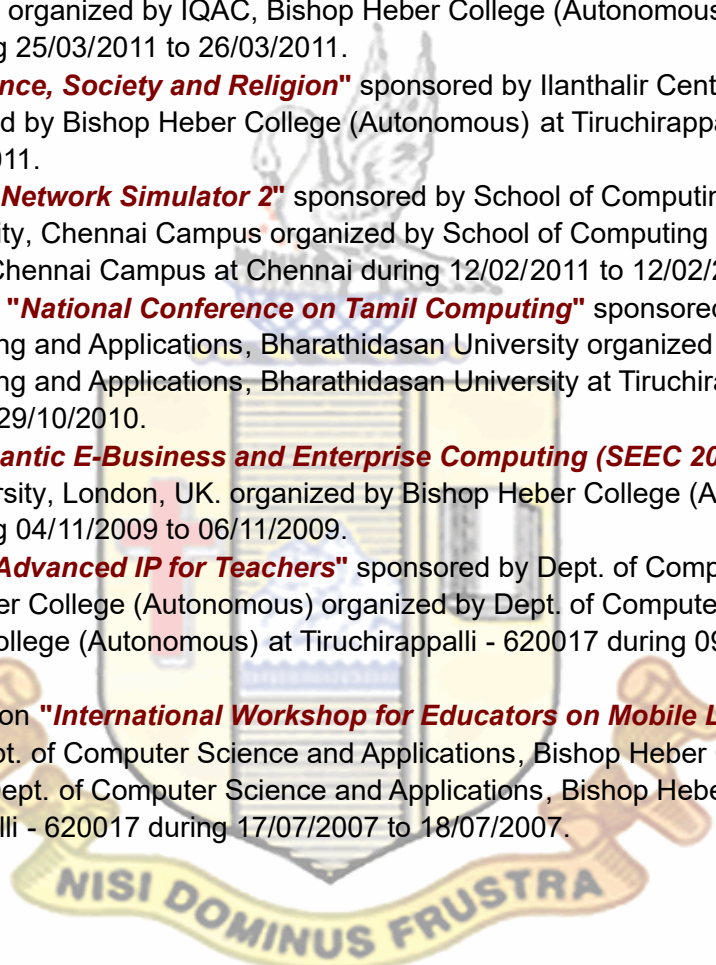 organized by IQAC, Bishop Heber College (Autonomous
g 25/03/2011 to 26/03/2011.
nce, Society and Religion" sponsored by Ilanthalir Cent
d by Bishop Heber College (Autonomous) at Tiruchirappa
011.
Network Simulator 2" sponsored by School of Computin
ity, Chennai Campus organized by School of Computing
Chennai Campus at Chennai during 12/02/2011 to 12/02/2
"National Conference on Tamil Computing" sponsored
ng and Applications, Bharathidasan University organized
ng and Applications, Bharathidasan University at Tiruchira
29/10/2010.
antic E-Business and Enterprise Computing (SEEC 20
rsity, London, UK. organized by Bishop Heber College (A
g 04/11/2009 to 06/11/2009.
Advanced IP for Teachers" sponsored by Dept. of Comp
er College (Autonomous) organized by Dept. of Compute
ollege (Autonomous) at Tiruchirappalli - 620017 during 09
on "International Workshop for Educators on Mobile L
pt. of Computer Science and Applications, Bishop Heber
Dept. of Computer Science and Applications, Bishop Hebe
lli - 620017 during 17/07/2007 to 18/07/2007.
NISI DOMINUS FRUSTRA